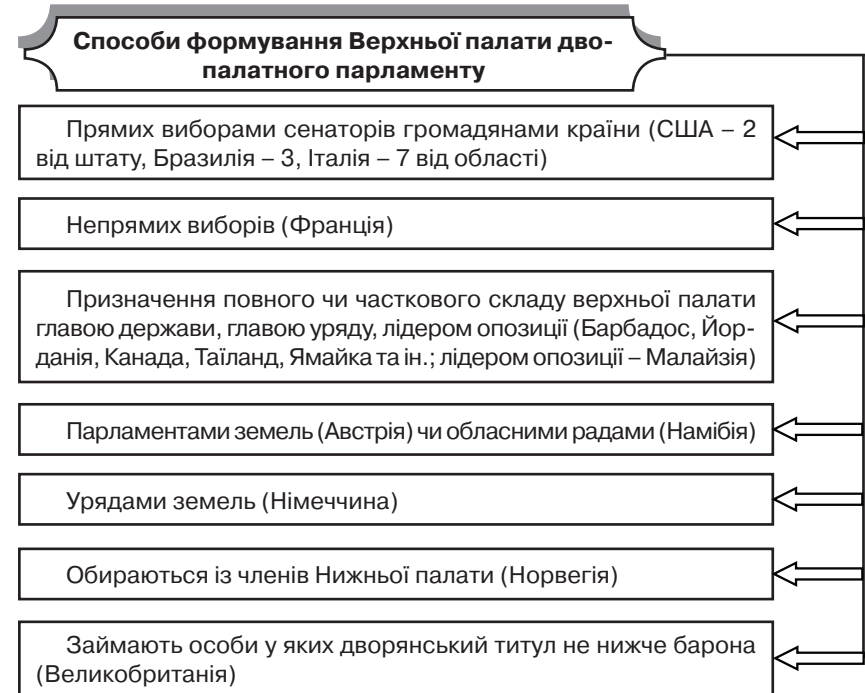 Способи формування Верхньої палати дво-
палатного парламенту
Прямих виборами сенаторів громадянами країни (США – 2
від штату, Бразилія – 3, Італія – 7 від області)
Непрямих виборів (Франція)
Призначення повного чи часткового складу верхньої палати
главою держави, главою уряду, лідером опозиції (Барбадос, Йор-
данія, Канада, Таїланд, Ямайка та ін.; лідером опозиції – Малайзія)
Парламентами земель (Австрія) чи обласними радами (Намібія)
Урядами земель (Німеччина)
Обираються із членів Нижньої палати (Норвегія)
Займають особи у яких дворянський титул не нижче барона
(Великобританія)